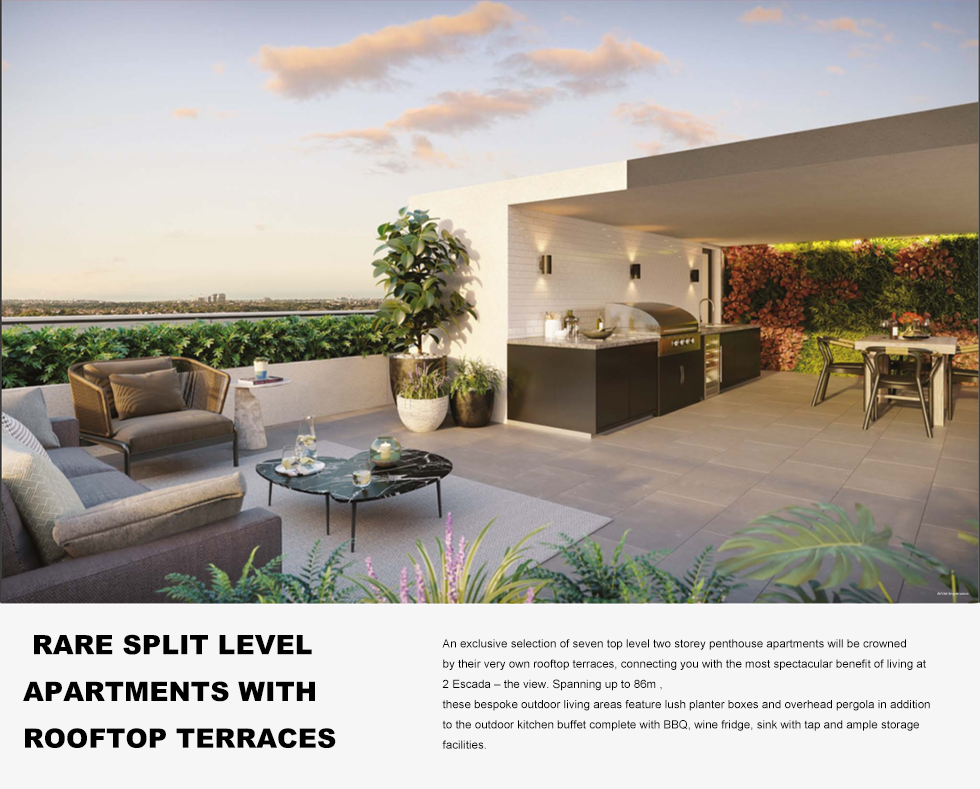 Artist Impression
RARE SPLIT LEVEL
APARTMENTS WITH
ROOFTOP TERRACES
An exclusive selection of seven top level two storey penthouse apartments will be crowned
by their very own rooftop terraces, connecting you with the most spectacular benefit of living at
2 Escada – the view. Spanning up to 86m ,
these bespoke outdoor living areas feature lush planter boxes and overhead pergola in addition
to the outdoor kitchen buffet complete with BBQ, wine fridge, sink with tap and ample storage
facilities.